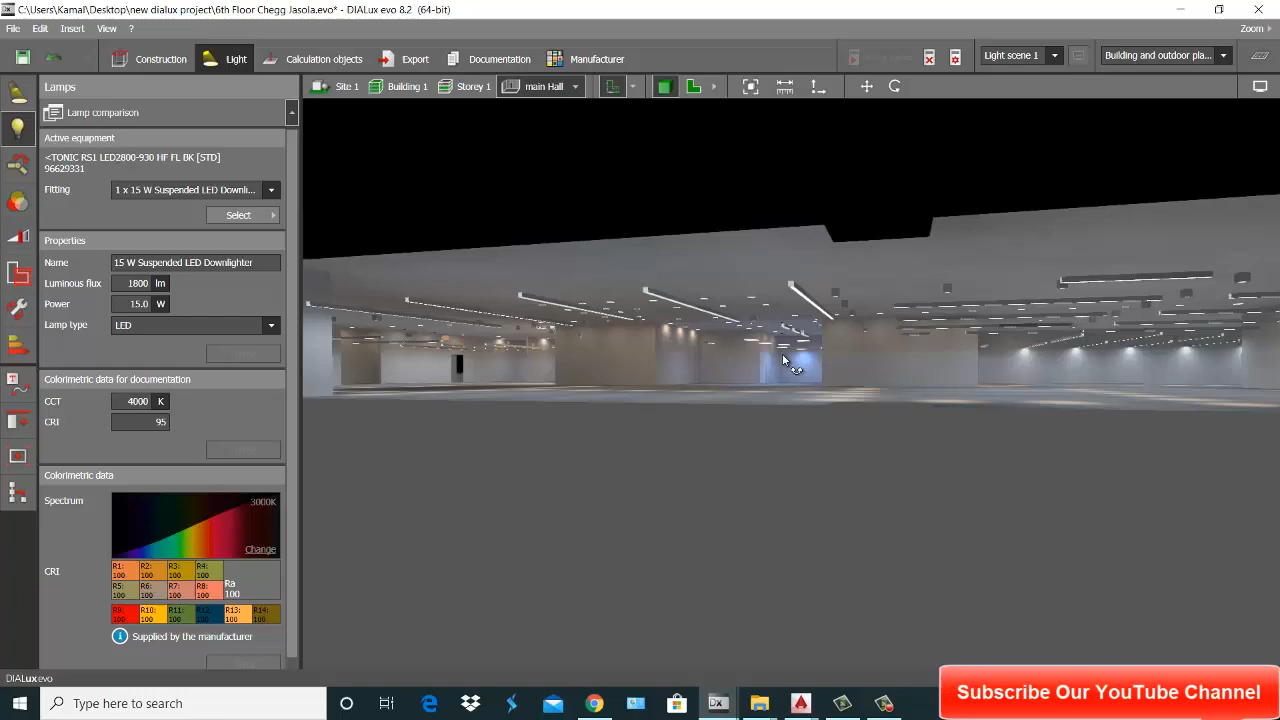 C:\Users\Kamal\Desktop\new dialux project\6th Floor Chegg Jasola.evo* - DIALux evo 8.2 (64-bit)
File Edit Insert View ? Zoom
Construction Light Calculation objects Export Documentation Manufacturer Light scene 1 Building and outdoor pla...
Lamps Site 1 Building 1 Storey 1 main Hall
Lamp comparison
Active equipment
<TONIC RS1 LED2800-930 HF FL BK [STD]
96629331
Fitting 1 x 15 W Suspended LED Downli...
Select
Properties
Name 15 W Suspended LED Downlighter
Luminous flux 1800 lm
Power 15.0 W
Lamp type LED
Colorimetric data for documentation
CCT 4000 K
CRI 95
Colorimetric data
Spectrum 3000K
Change
CRI
R1: 100 R2: 100 R3: 100 R4: 100
R5: 100 R6: 100 R7: 100 R8: 100
Ra 100
R9: 100 R10: 100 R11: 100 R12: 100 R13: 100 R14: 100
Supplied by the manufacturer
DIALux evo
Type here to search
Dx
Subscribe Our YouTube Channel